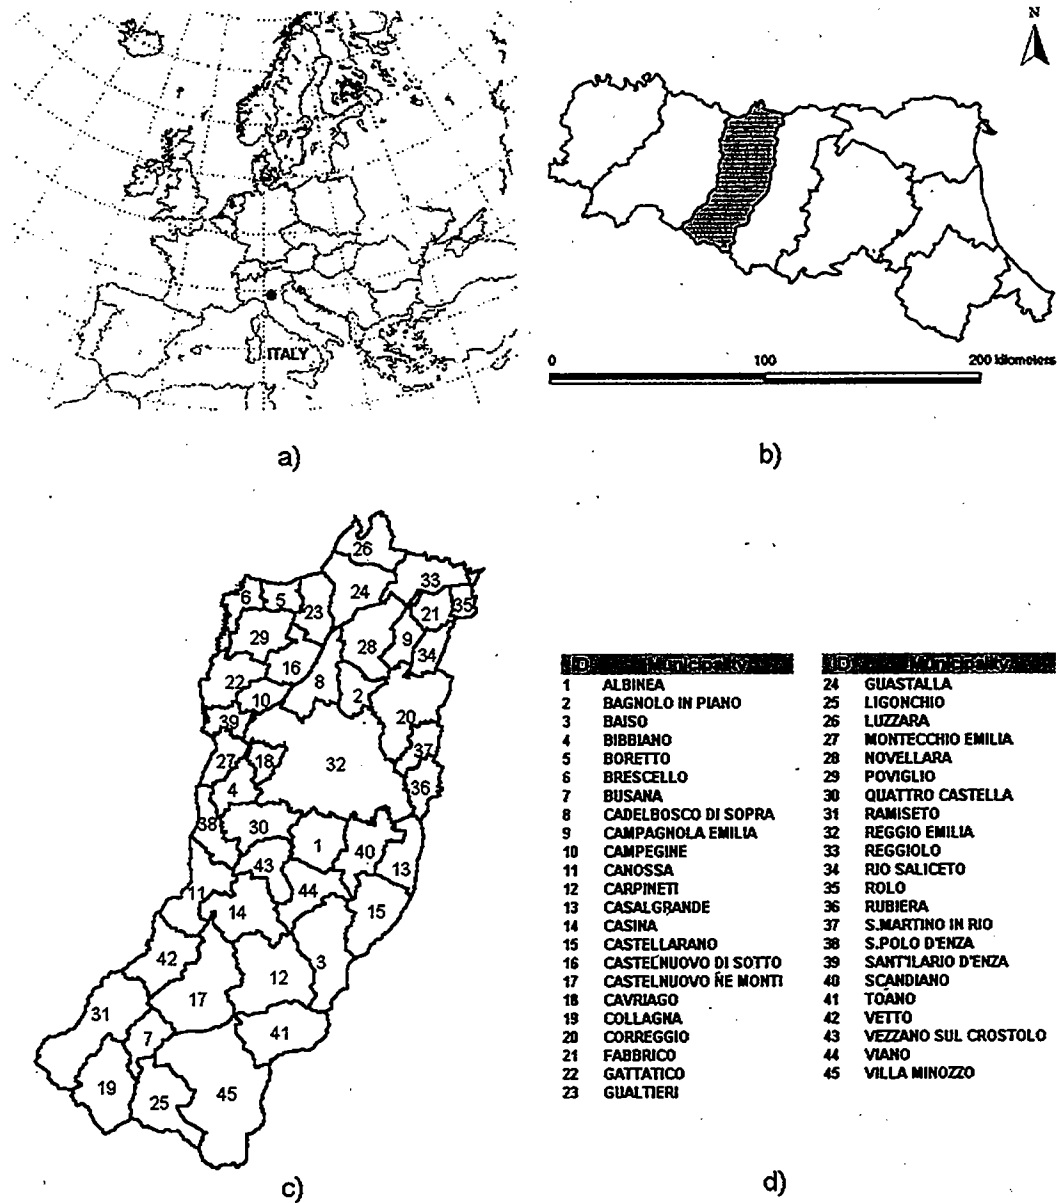 N
ITALY
0 100 200 kilometers
a)
b)
26
33
24
6 5 23 21 35
29 28 9 34
16
22 8 2
10 20
39
37
27 18 32
36
4
38 30
1 40
43 13
11 44
14 15
42 3
12
17
31
7 41
19 25 45
ID Municipality
1 ALBINEA
2 BAGNOLO IN PIANO
3 BAISO
4 BIBBIANO
5 BORETTO
6 BRESCELLO
7 BUSANA
8 CADELBOSCO DI SOPRA
9 CAMPAGNOLA EMILIA
10 CAMPEGINE
11 CANOSSA
12 CARPINETI
13 CASALGRANDE
14 CASINA
15 CASTELLARANO
16 CASTELNUOVO DI SOTTO
17 CASTELNUOVO NE MONTI
18 CAVRIAGO
19 COLLAGNA
20 CORREGGIO
21 FABBRICO
22 GATTATICO
23 GUALTIERI
ID Municipality
24 GUASTALLA
25 LIGONCHIO
26 LUZZARA
27 MONTECCHIO EMILIA
28 NOVELLARA
29 POVIGLIO
30 QUATTRO CASTELLA
31 RAMISETO
32 REGGIO EMILIA
33 REGGIOLO
34 RIO SALICETO
35 ROLO
36 RUBIERA
37 S.MARTINO IN RIO
38 S.POLO D'ENZA
39 SANT'ILARIO D'ENZA
40 SCANDIANO
41 TOANO
42 VETTO
43 VEZZANO SUL CROSTOLO
44 VIANO
45 VILLA MINOZZO
c)
d)